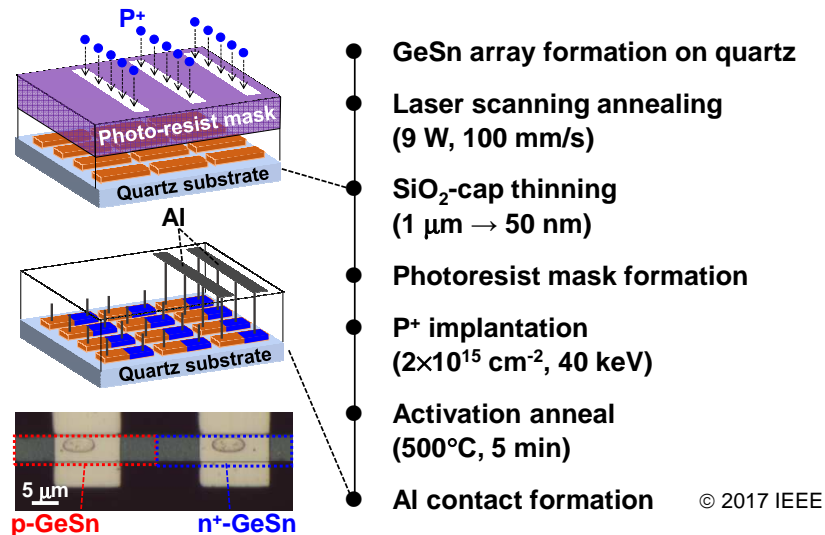 P⁺
Photo-resist mask
Quartz substrate
Al
Quartz substrate
5 μm
p-GeSn
n⁺-GeSn
GeSn array formation on quartz
Laser scanning annealing
(9 W, 100 mm/s)
SiO₂-cap thinning
(1 μm → 50 nm)
Photoresist mask formation
P⁺ implantation
(2×10¹⁵ cm⁻², 40 keV)
Activation anneal
(500°C, 5 min)
Al contact formation
© 2017 IEEE